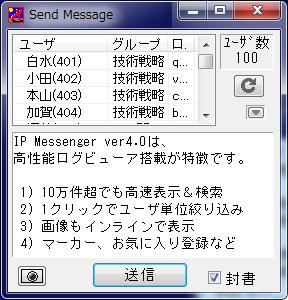 Send Message
ユーザ グループ ロ.
ﾕｰｻﾞ数
100
白水(401) 技術戦略 q...
小田(402) 技術戦略 v...
本山(403) 技術戦略 c...
加賀(404) 技術戦略 b...
IP Messenger ver4.0は、
高性能ログビューア搭載が特徴です。
1) 10万件超でも高速表示＆検索
2) 1クリックでユーザ単位絞り込み
3) 画像もインラインで表示
4) マーカー、お気に入り登録など
送信
封書